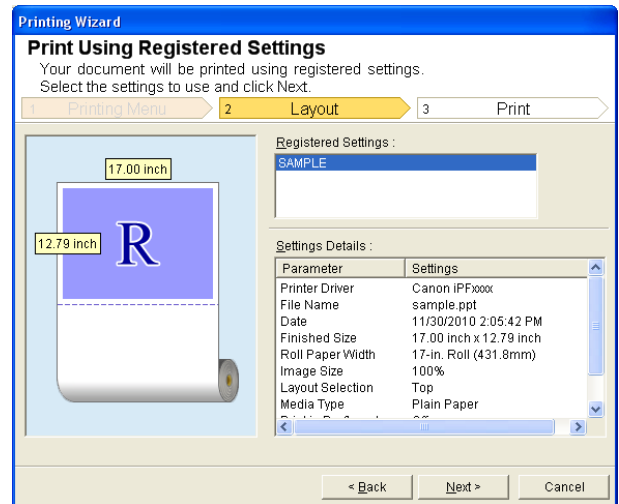 Printing Wizard
Print Using Registered Settings
Your document will be printed using registered settings.
Select the settings to use and click Next.
1 Printing Menu 2 Layout 3 Print
17.00 inch
12.79 inch
R
Registered Settings :
SAMPLE
Settings Details :
Parameter Settings
Printer Driver Canon iPFxxxx
File Name sample.ppt
Date 11/30/2010 2:05:42 PM
Finished Size 17.00 inch x 12.79 inch
Roll Paper Width 17-in. Roll (431.8mm)
Image Size 100%
Layout Selection Top
Media Type Plain Paper
< Back Next > Cancel